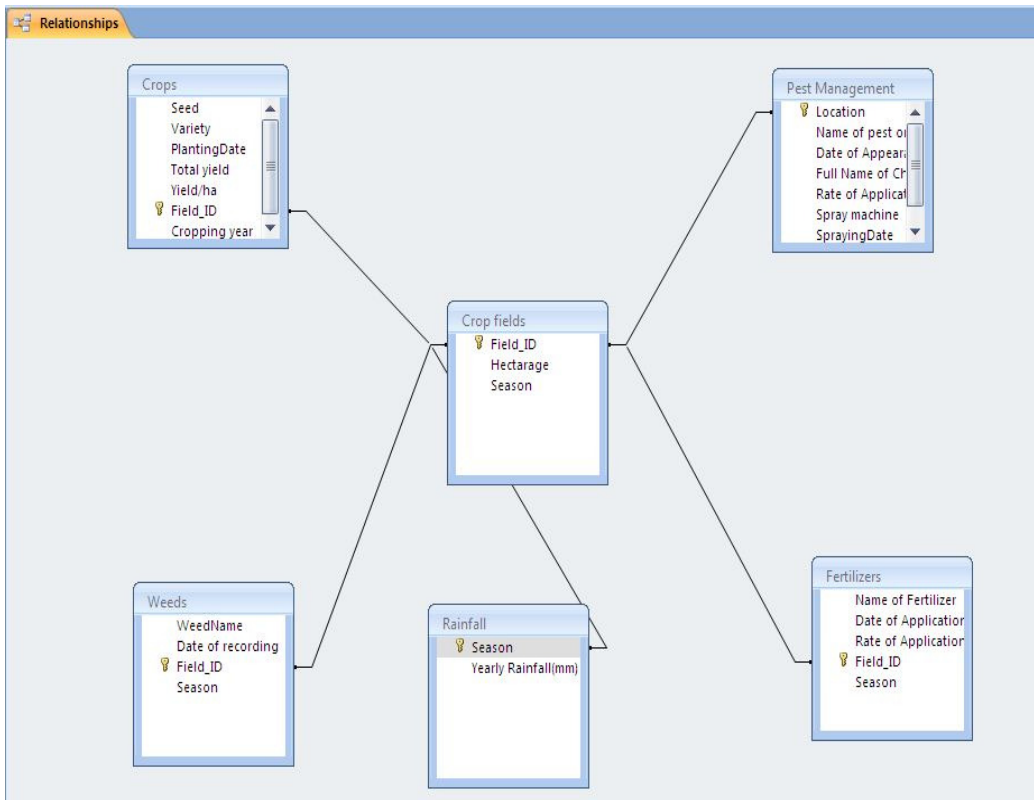 Relationships
Crops
Seed
Variety
PlantingDate
Total yield
Yield/ha
Field_ID
Cropping year
Pest Management
Location
Name of pest or
Date of Appear
Full Name of Ch
Rate of Applicat
Spray machine
SprayingDate
Crop fields
Field_ID
Hectarage
Season
Weeds
WeedName
Date of recording
Field_ID
Season
Rainfall
Season
Yearly Rainfall(mm)
Fertilizers
Name of Fertilizer
Date of Application
Rate of Application
Field_ID
Season